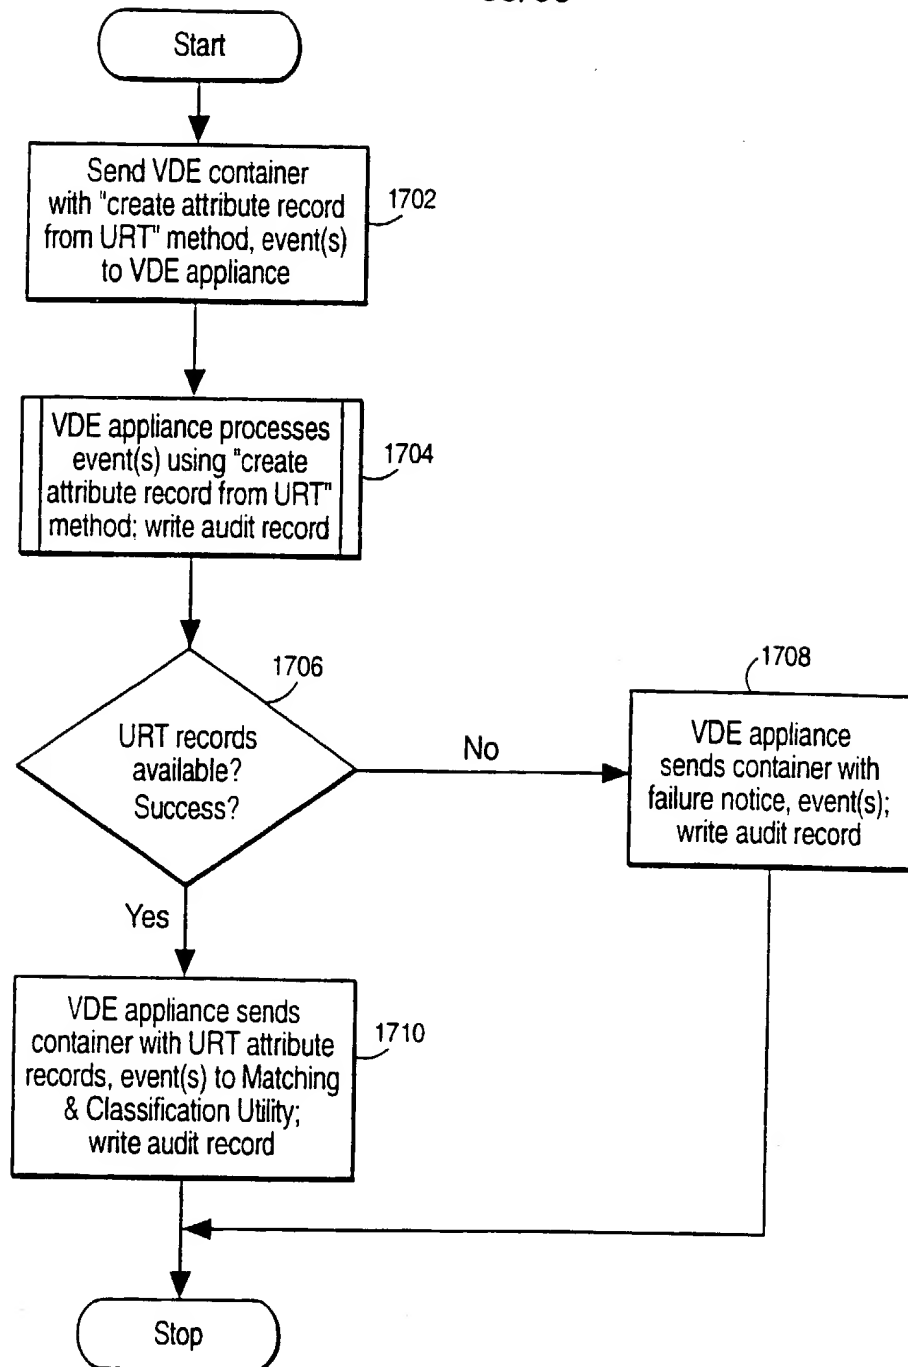 Start
Send VDE container
with "create attribute record
from URT" method, event(s)
to VDE appliance
1702
VDE appliance processes
event(s) using "create
attribute record from URT"
method; write audit record
1704
1706
URT records
available?
Success?
No
1708
VDE appliance
sends container with
failure notice, event(s);
write audit record
Yes
VDE appliance sends
container with URT attribute
records, event(s) to Matching
& Classification Utility;
write audit record
1710
Stop